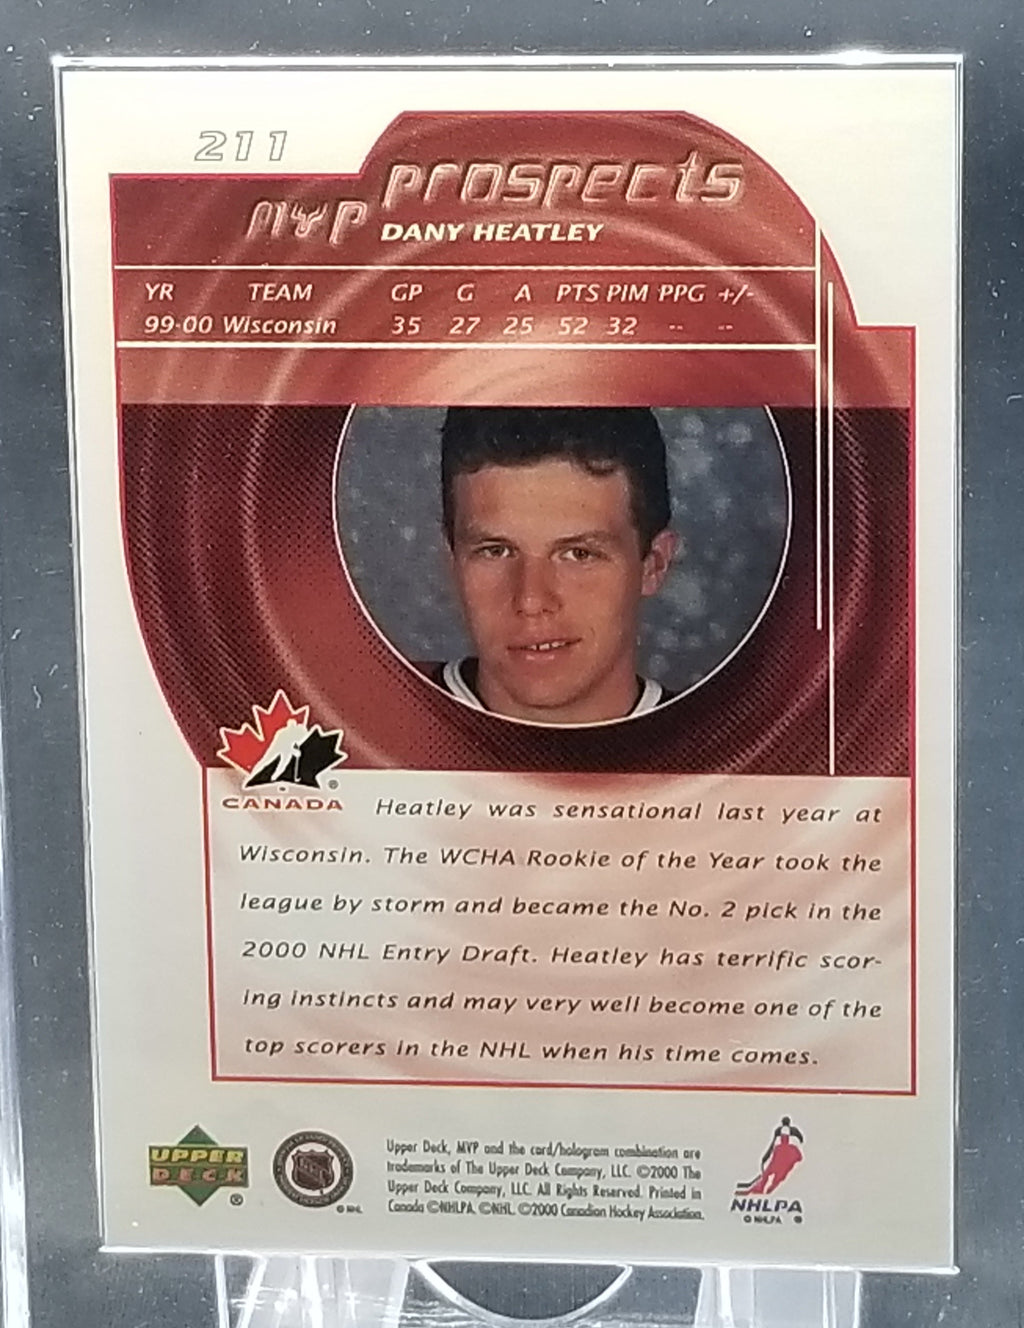 211
mvp prospects
DANY HEATLEY
YR TEAM GP G A PTS PIM PPG +/-
99-00 Wisconsin 35 27 25 52 32 -- --
CANADA
Heatley was sensational last year at
Wisconsin. The WCHA Rookie of the Year took the
league by storm and became the No. 2 pick in the
2000 NHL Entry Draft. Heatley has terrific scor-
ing instincts and may very well become one of the
top scorers in the NHL when his time comes.
UPPER
DECK
®
NHL
© NHL
Upper Deck, MVP and the card/hologram combination are
trademarks of The Upper Deck Company, LLC. ©2000 The
Upper Deck Company, LLC. All Rights Reserved. Printed in
Canada ©NHLPA. ©NHL. ©2000 Canadian Hockey Association.
NHLPA
© NHLPA ®